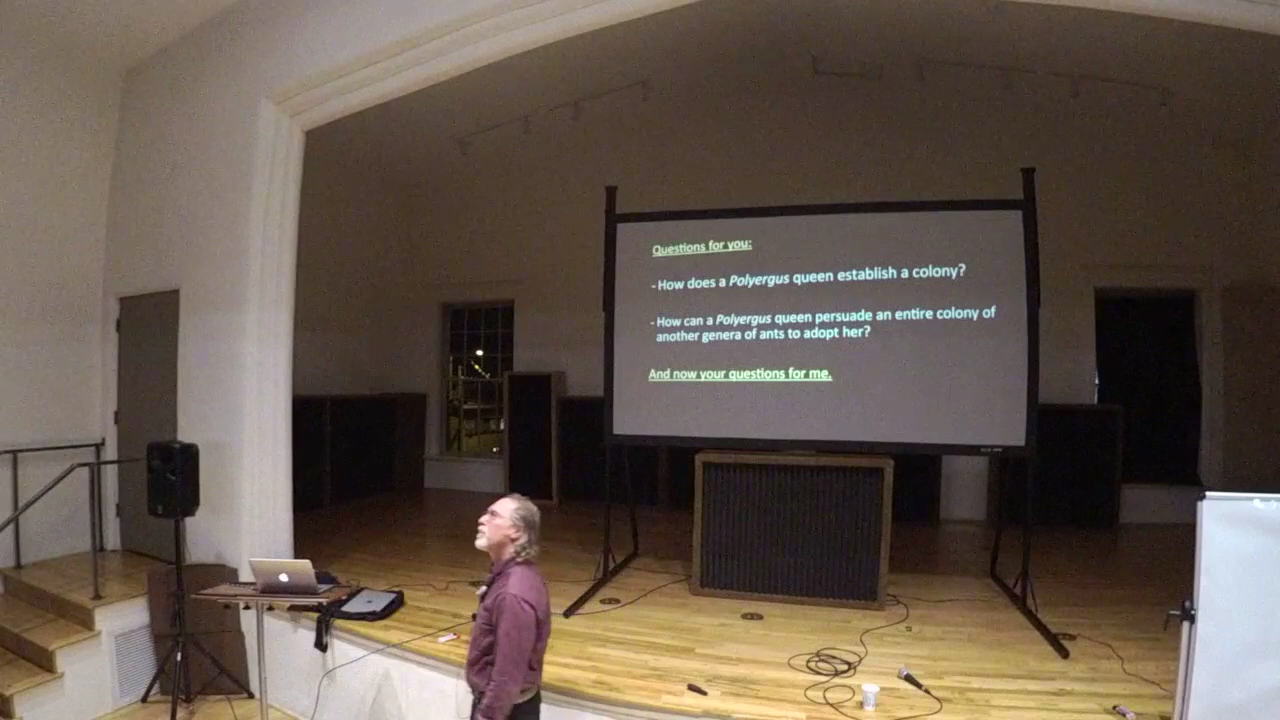 Questions for you:
- How does a Polyergus queen establish a colony?
- How can a Polyergus queen persuade an entire colony of
another genera of ants to adopt her?
And now your questions for me.